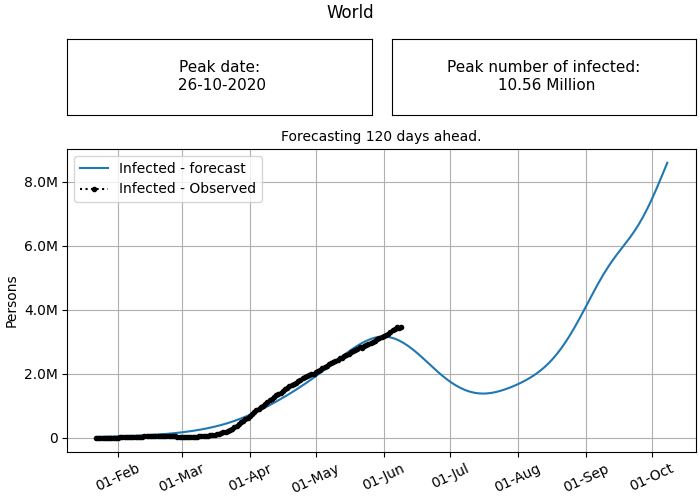 World
Peak date:
26-10-2020
Peak number of infected:
10.56 Million
Forecasting 120 days ahead.
Infected - forecast
Infected - Observed
8.0M
6.0M
4.0M
2.0M
0
Persons
01-Feb
01-Mar
01-Apr
01-May
01-Jun
01-Jul
01-Aug
01-Sep
01-Oct